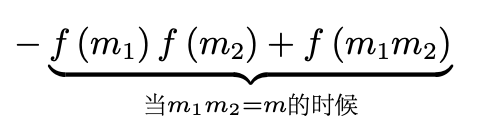 − f (m₁) f (m₂) + f (m₁m₂)
当m₁m₂=m的时候